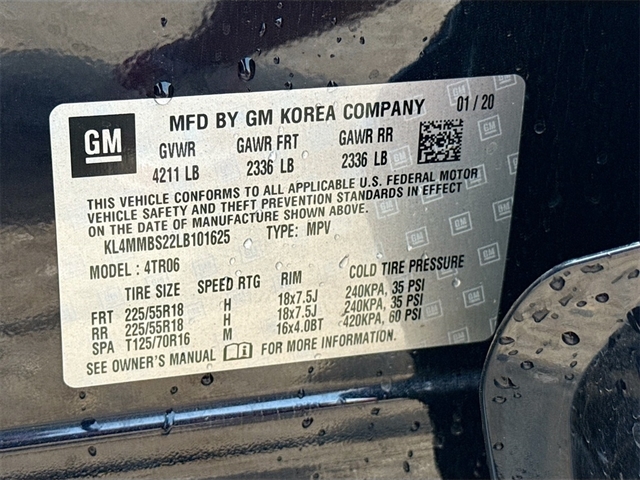 GM MFD BY GM KOREA COMPANY 01 / 20
GVWR GAWR FRT GAWR RR
4211 LB 2336 LB 2336 LB
THIS VEHICLE CONFORMS TO ALL APPLICABLE U.S. FEDERAL MOTOR
VEHICLE SAFETY AND THEFT PREVENTION STANDARDS IN EFFECT
ON THE DATE OF MANUFACTURE SHOWN ABOVE.
KL4MMBS22LB101625 TYPE: MPV
MODEL : 4TR06
TIRE SIZE SPEED RTG RIM COLD TIRE PRESSURE
FRT 225/55R18 H 18x7.5J 240KPA, 35 PSI
RR 225/55R18 H 18x7.5J 240KPA, 35 PSI
SPA T125/70R16 M 16x4.0BT 420KPA, 60 PSI
SEE OWNER'S MANUAL FOR MORE INFORMATION.